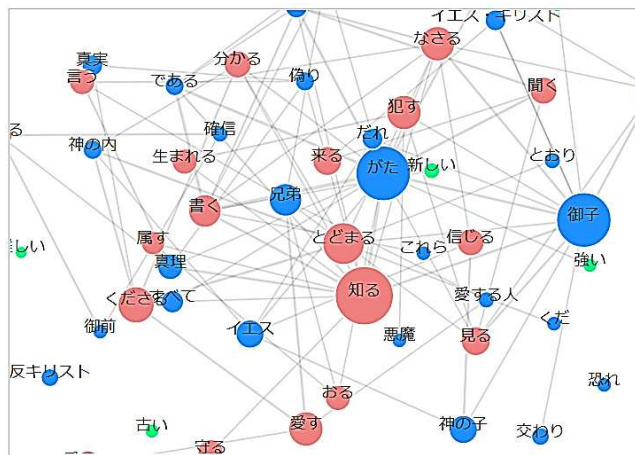 イエス・キリスト
なさる
真実
分かる
言う
である
偽り
聞く
犯す
る
確信
だれ
神の内
生まれる
来る
がた
新しい
とおり
兄弟
書く
御子
とどまる
属す
これら
信じる
しい
真理
強い
知る
くださる
すべて
愛する人
御前
イエス
悪魔
見る
くだ
反キリスト
恐れ
おる
古い
愛す
神の子
交わり
守る